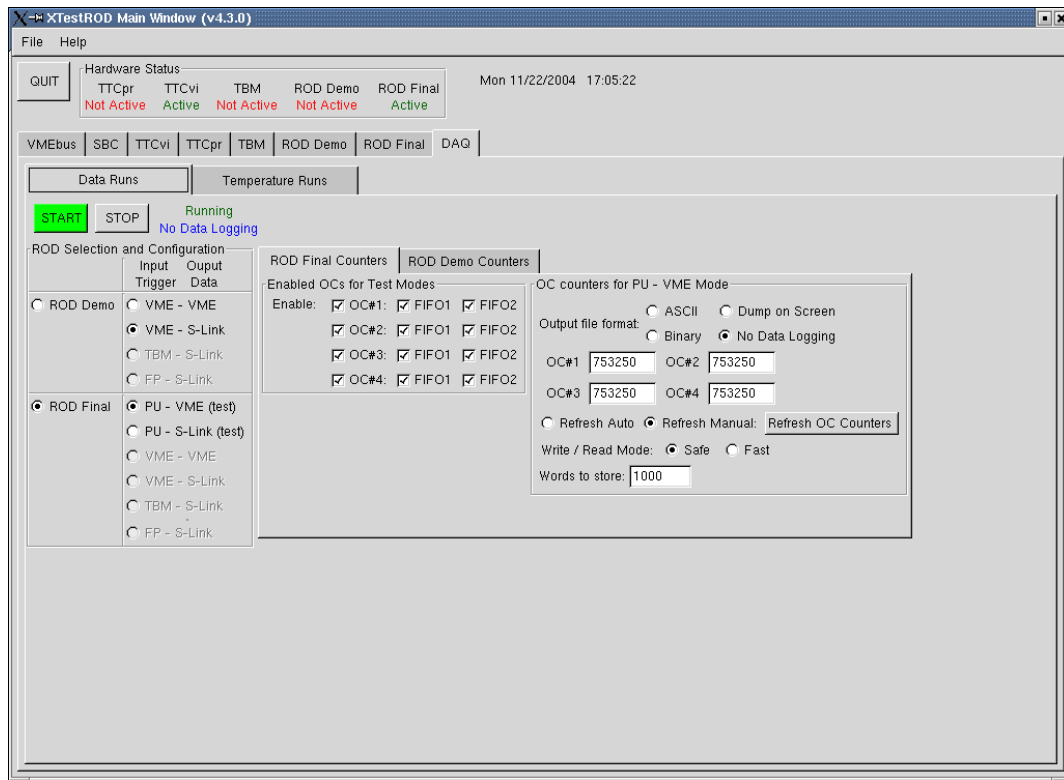 XTestROD Main Window (v4.3.0)
File Help
QUIT
Hardware Status
TTCpr TTCvi TBM ROD Demo ROD Final
Not Active Active Not Active Not Active Active
Mon 11/22/2004 17:05:22
VMEbus SBC TTCvi TTCpr TBM ROD Demo ROD Final DAQ
Data Runs Temperature Runs
START STOP Running
No Data Logging
ROD Selection and Configuration
Input Ouput
Trigger Data
ROD Demo VME - VME
VME - S-Link
TBM - S-Link
FP - S-Link
ROD Final PU - VME (test)
PU - S-Link (test)
VME - VME
VME - S-Link
TBM - S-Link
FP - S-Link
ROD Final Counters ROD Demo Counters
Enabled OCs for Test Modes
Enable: OC#1: FIFO1 FIFO2
OC#2: FIFO1 FIFO2
OC#3: FIFO1 FIFO2
OC#4: FIFO1 FIFO2
OC counters for PU - VME Mode
Output file format: ASCII Dump on Screen
Binary No Data Logging
OC#1 753250 OC#2 753250
OC#3 753250 OC#4 753250
Refresh Auto Refresh Manual: Refresh OC Counters
Write / Read Mode: Safe Fast
Words to store: 1000